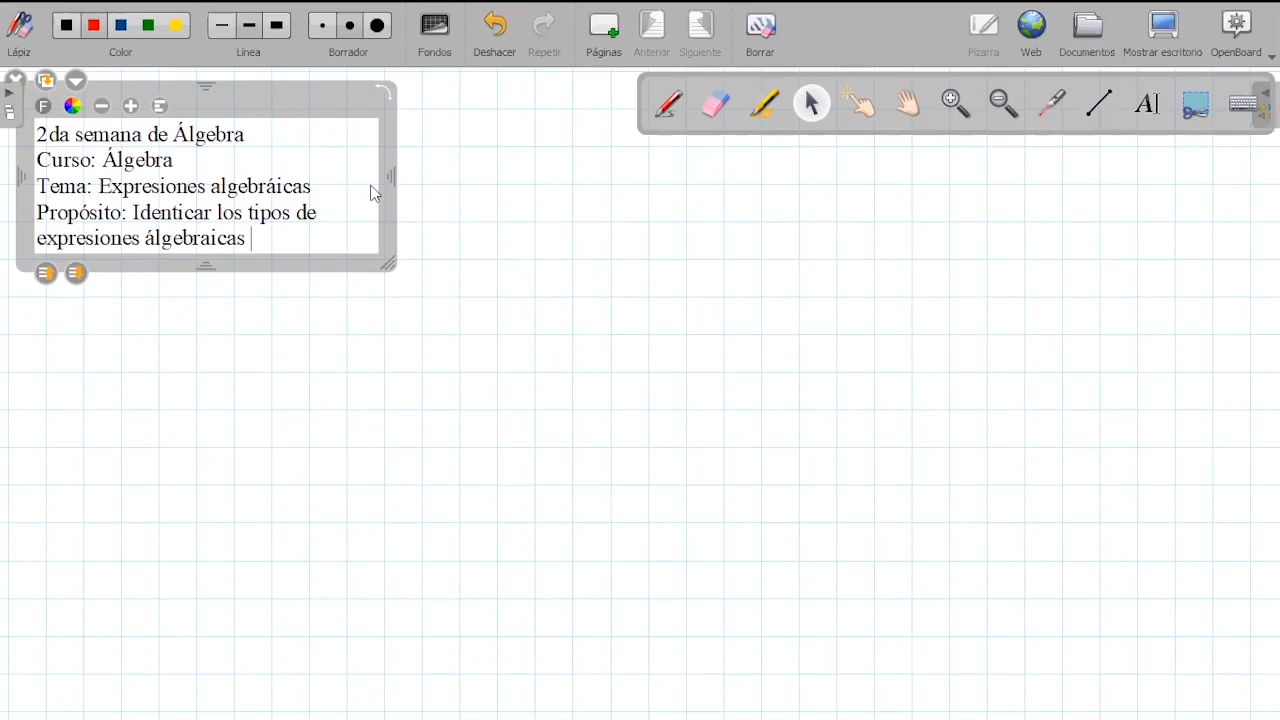 Lápiz
Color
Línea
Borrador
Fondos
Deshacer
Repetir
Páginas
Anterior
Siguiente
Borrar
Pizarra
Web
Documentos
Mostrar escritorio
OpenBoard
F
A
2da semana de Álgebra
Curso: Álgebra
Tema: Expresiones algebráicas
Propósito: Identicar los tipos de
expresiones álgebraicas